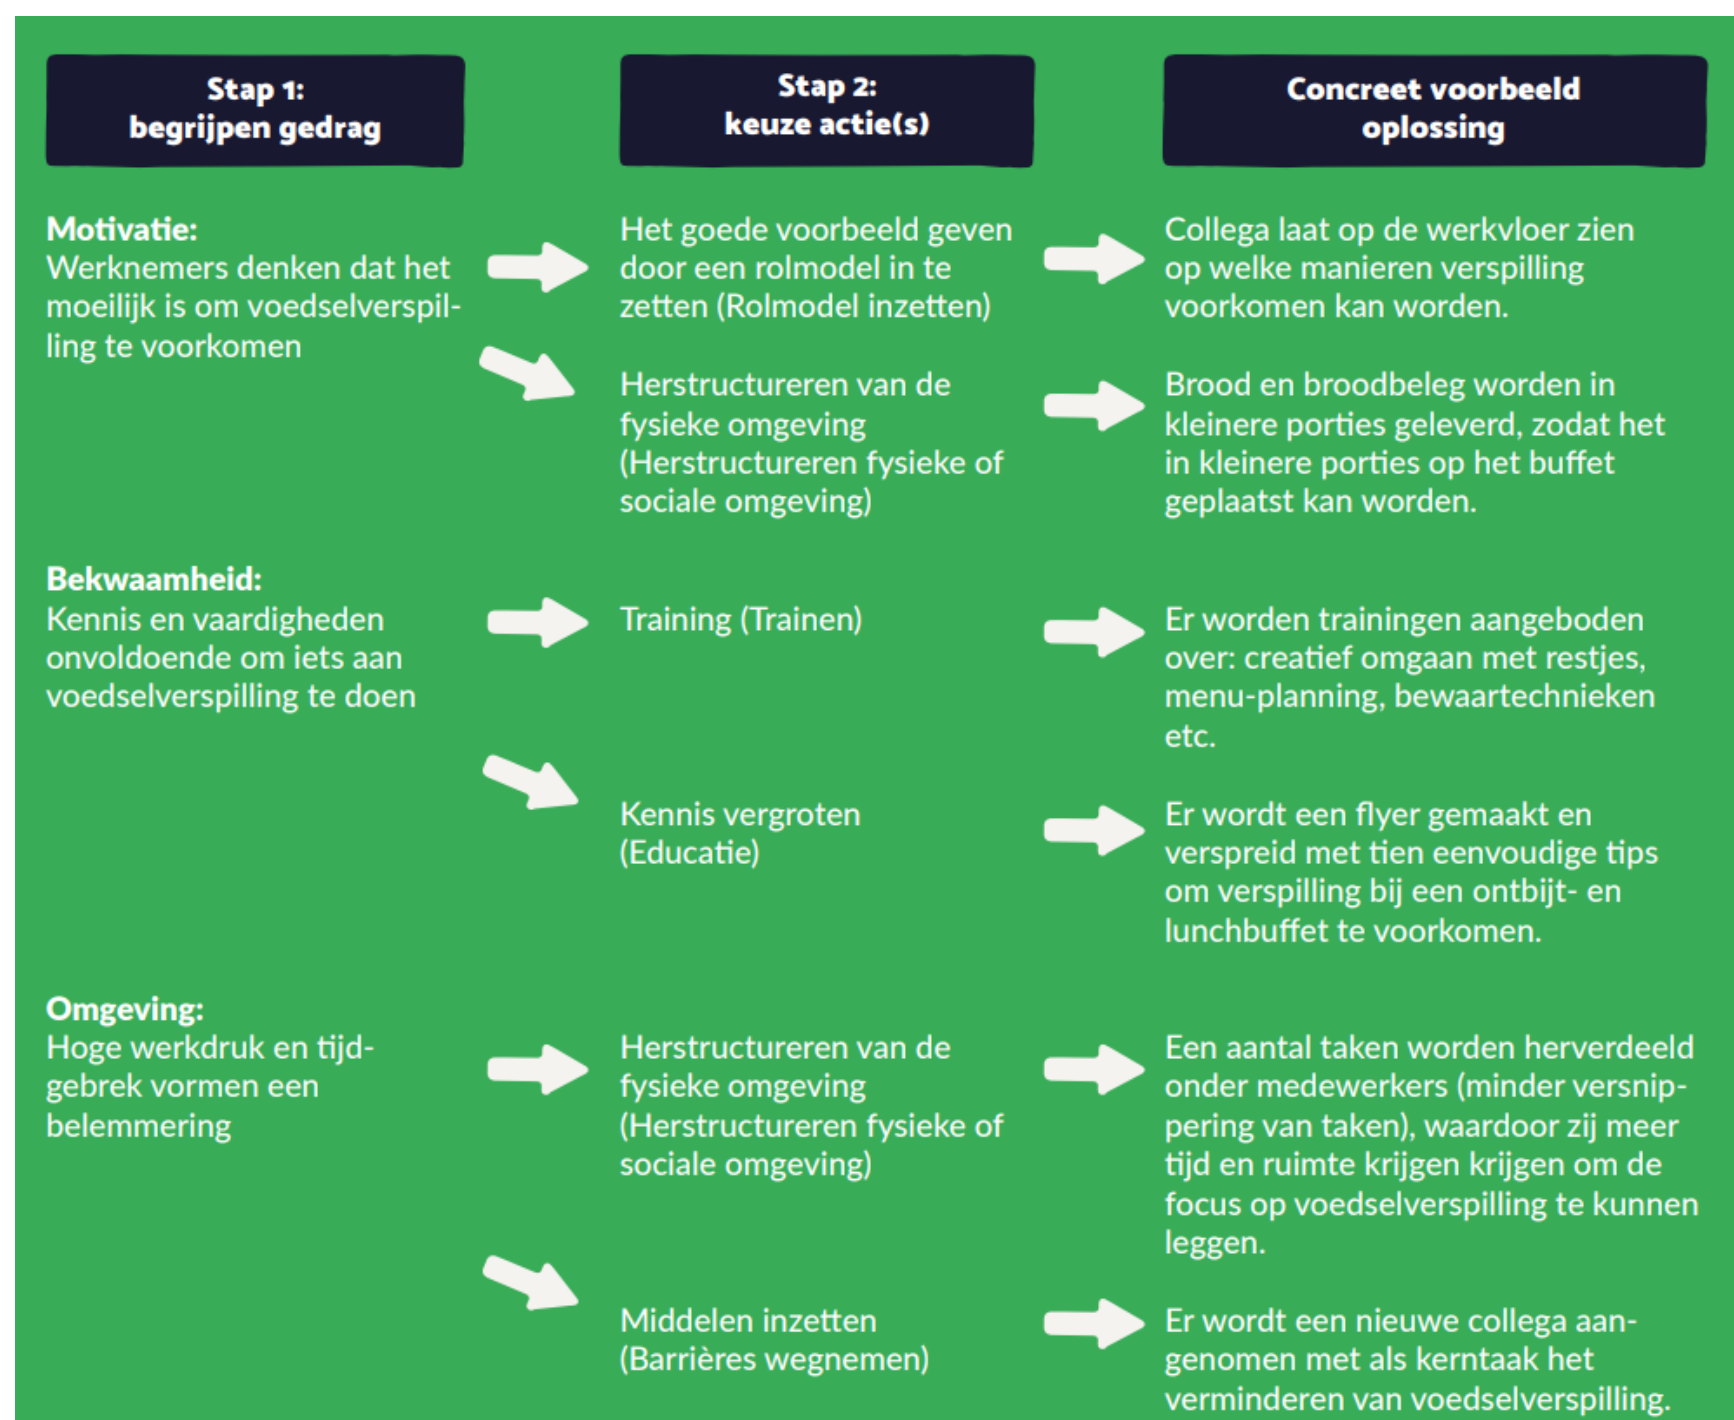 Stap 1:
begrijpen gedrag
Stap 2:
keuze actie(s)
Concreet voorbeeld
oplossing
Motivatie:
Werknemers denken dat het
moeilijk is om voedselverspil-
ling te voorkomen
Het goede voorbeeld geven
door een rolmodel in te
zetten (Rolmodel inzetten)
Collega laat op de werkvloer zien
op welke manieren verspilling
voorkomen kan worden.
Herstructureren van de
fysieke omgeving
(Herstructureren fysieke of
sociale omgeving)
Brood en broodbeleg worden in
kleinere porties geleverd, zodat het
in kleinere porties op het buffet
geplaatst kan worden.
Bekwaamheid:
Kennis en vaardigheden
onvoldoende om iets aan
voedselverspilling te doen
Training (Trainen)
Er worden trainingen aangeboden
over: creatief omgaan met restjes,
menu-planning, bewaartechnieken
etc.
Kennis vergroten
(Educatie)
Er wordt een flyer gemaakt en
verspreid met tien eenvoudige tips
om verspilling bij een ontbijt- en
lunchbuffet te voorkomen.
Omgeving:
Hoge werkdruk en tijd-
gebrek vormen een
belemmering
Herstructureren van de
fysieke omgeving
(Herstructureren fysieke of
sociale omgeving)
Een aantal taken worden herverdeeld
onder medewerkers (minder versnip-
pering van taken), waardoor zij meer
tijd en ruimte krijgen krijgen om de
focus op voedselverspilling te kunnen
leggen.
Middelen inzetten
(Barrières wegnemen)
Er wordt een nieuwe collega aan-
genomen met als kerntaak het
verminderen van voedselverspilling.